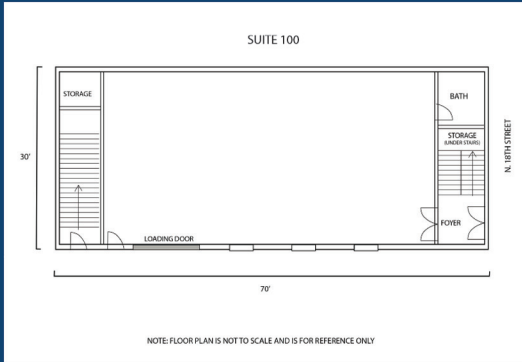 SUITE 100
STORAGE
BATH
STORAGE
(UNDER STAIRS)
N. 18TH STREET
30'
FOYER
LOADING DOOR
70'
NOTE: FLOOR PLAN IS NOT TO SCALE AND IS FOR REFERENCE ONLY